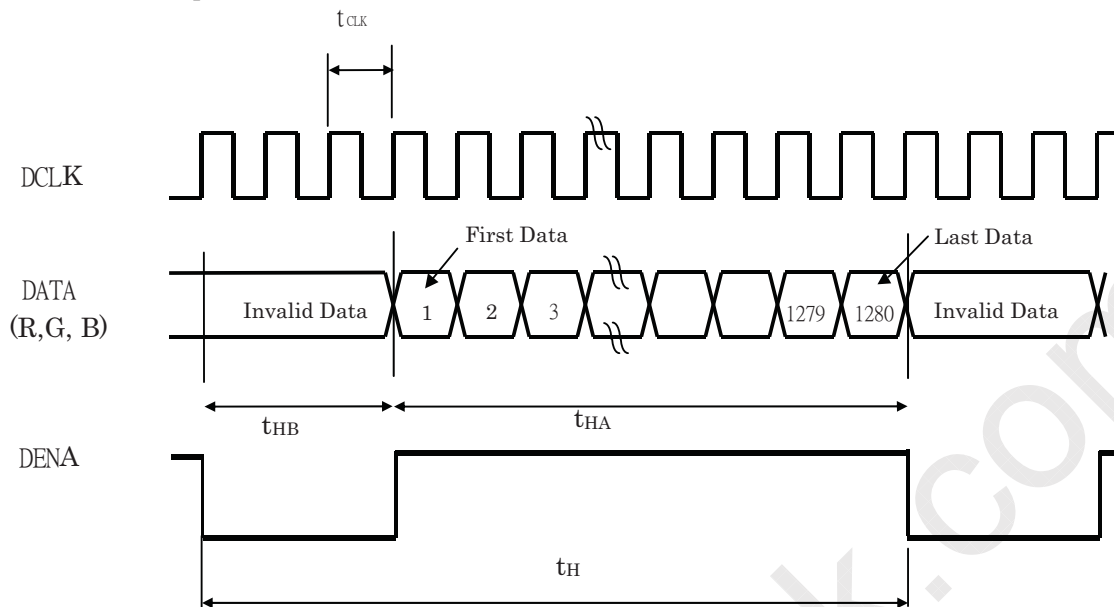 tCLK
DCLK
First Data
Last Data
DATA
(R,G, B)
Invalid Data
1
2
3
1279
1280
Invalid Data
tHB
tHA
DENA
tH
k.com